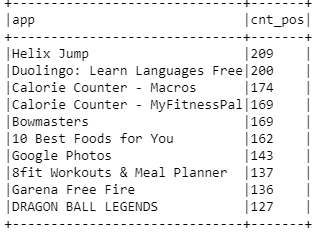 +------------------------------+-------+
|app                           |cnt_pos|
+------------------------------+-------+
|Helix Jump                    |209    |
|Duolingo: Learn Languages Free|200    |
|Calorie Counter - Macros      |174    |
|Calorie Counter - MyFitnessPal|169    |
|Bowmasters                    |169    |
|10 Best Foods for You         |162    |
|Google Photos                 |143    |
|8fit Workouts & Meal Planner  |137    |
|Garena Free Fire              |136    |
|DRAGON BALL LEGENDS           |127    |
+------------------------------+-------+